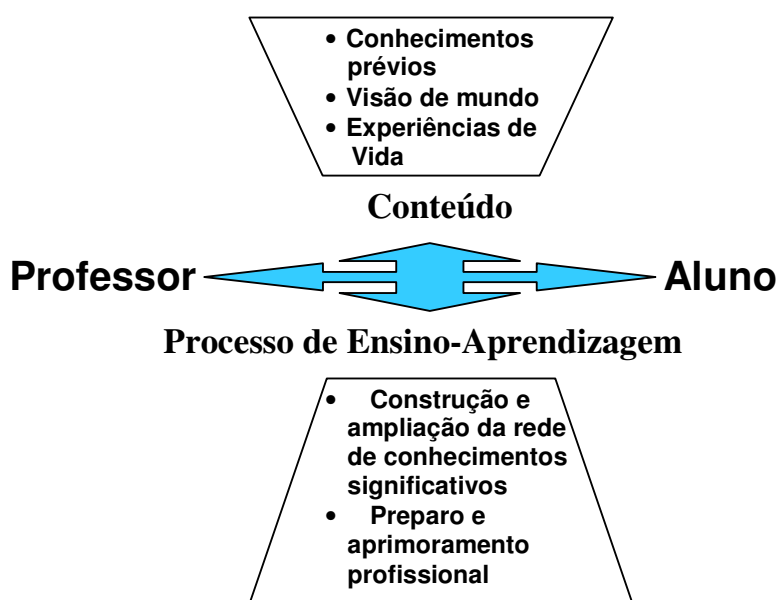 • Conhecimentos
prévios
• Visão de mundo
• Experiências de
Vida
Conteúdo
Professor
Aluno
Processo de Ensino-Aprendizagem
• Construção e
ampliação da rede
de conhecimentos
significativos
• Preparo e
aprimoramento
profissional